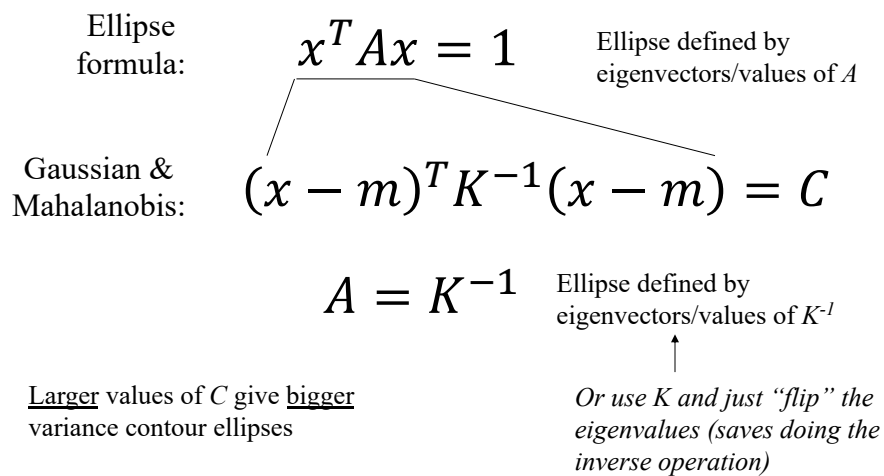 Ellipse
formula:
x^T Ax = 1
Ellipse defined by
eigenvectors/values of A
Gaussian &
Mahalanobis:
(x − m)^T K^{−1}(x − m) = C
A = K^{−1}
Ellipse defined by
eigenvectors/values of K^{-1}
Larger values of C give bigger
variance contour ellipses
Or use K and just “flip” the
eigenvalues (saves doing the
inverse operation)